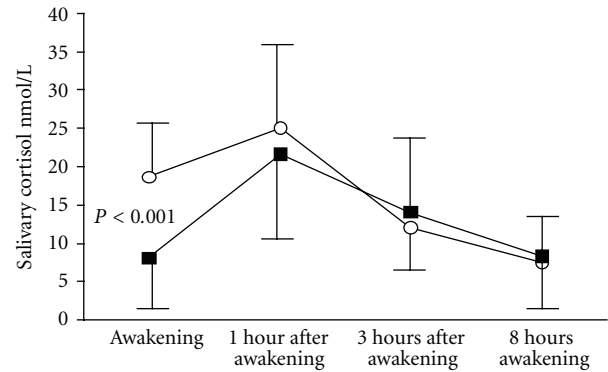 Salivary cortisol nmol/L
40
35
30
25
20
15
10
5
0
P < 0.001
Awakening
1 hour after
awakening
3 hours after
awakening
8 hours
awakening